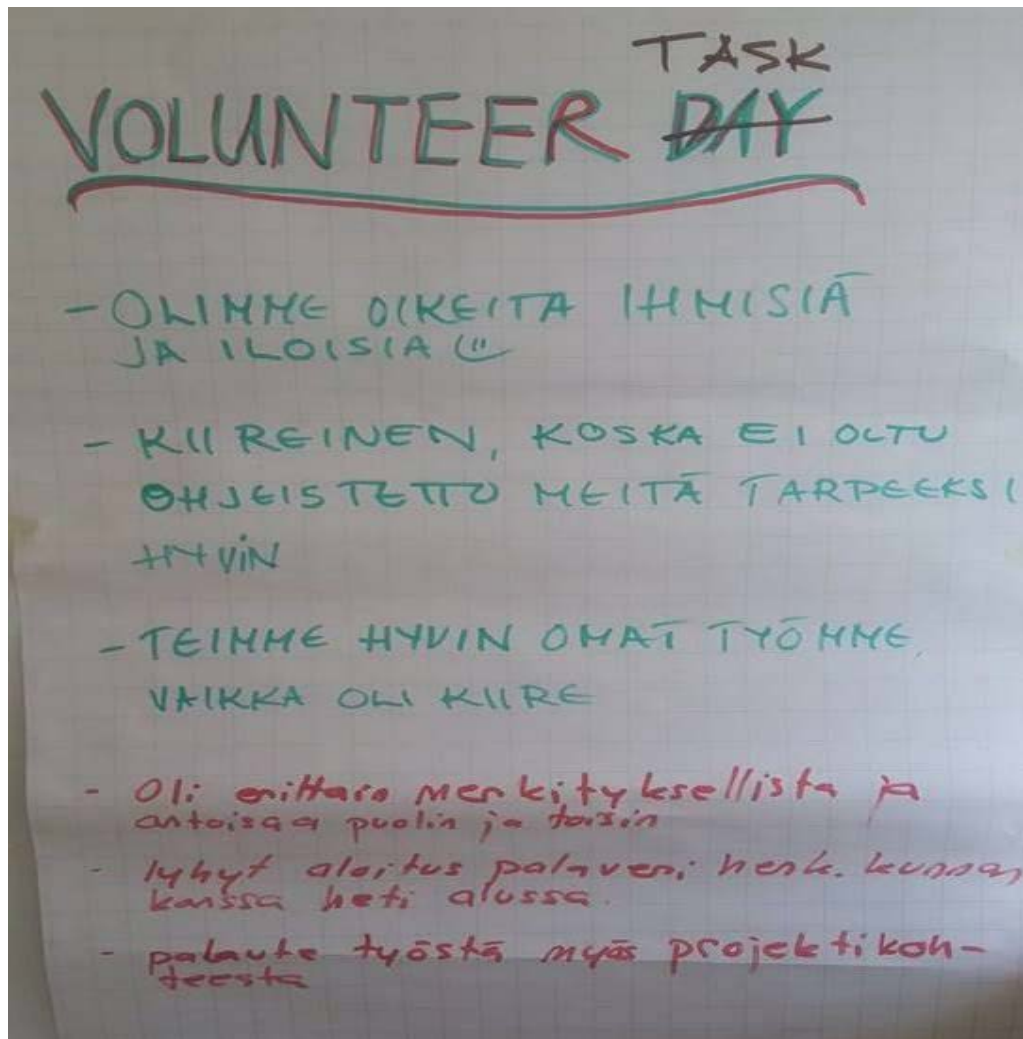 TASK
VOLUNTEER DAY
- OLIMME OIKEITA IHMISIÄ
JA ILOISIA
- KIIREINEN, KOSKA EI OLTU
OHJEISTETTU MEITÄ TARPEEKSI
HYVIN
- TEIMME HYVIN OMAT TYÖMME,
VAIKKA OLI KIIRE
- Oli erittäin merkityksellistä ja
antoisaa puolin ja toisin
- lyhyt aloitus palaveri henk. kunnan
kanssa heti alussa.
- palaute työstä myös projektikoh-
teesta